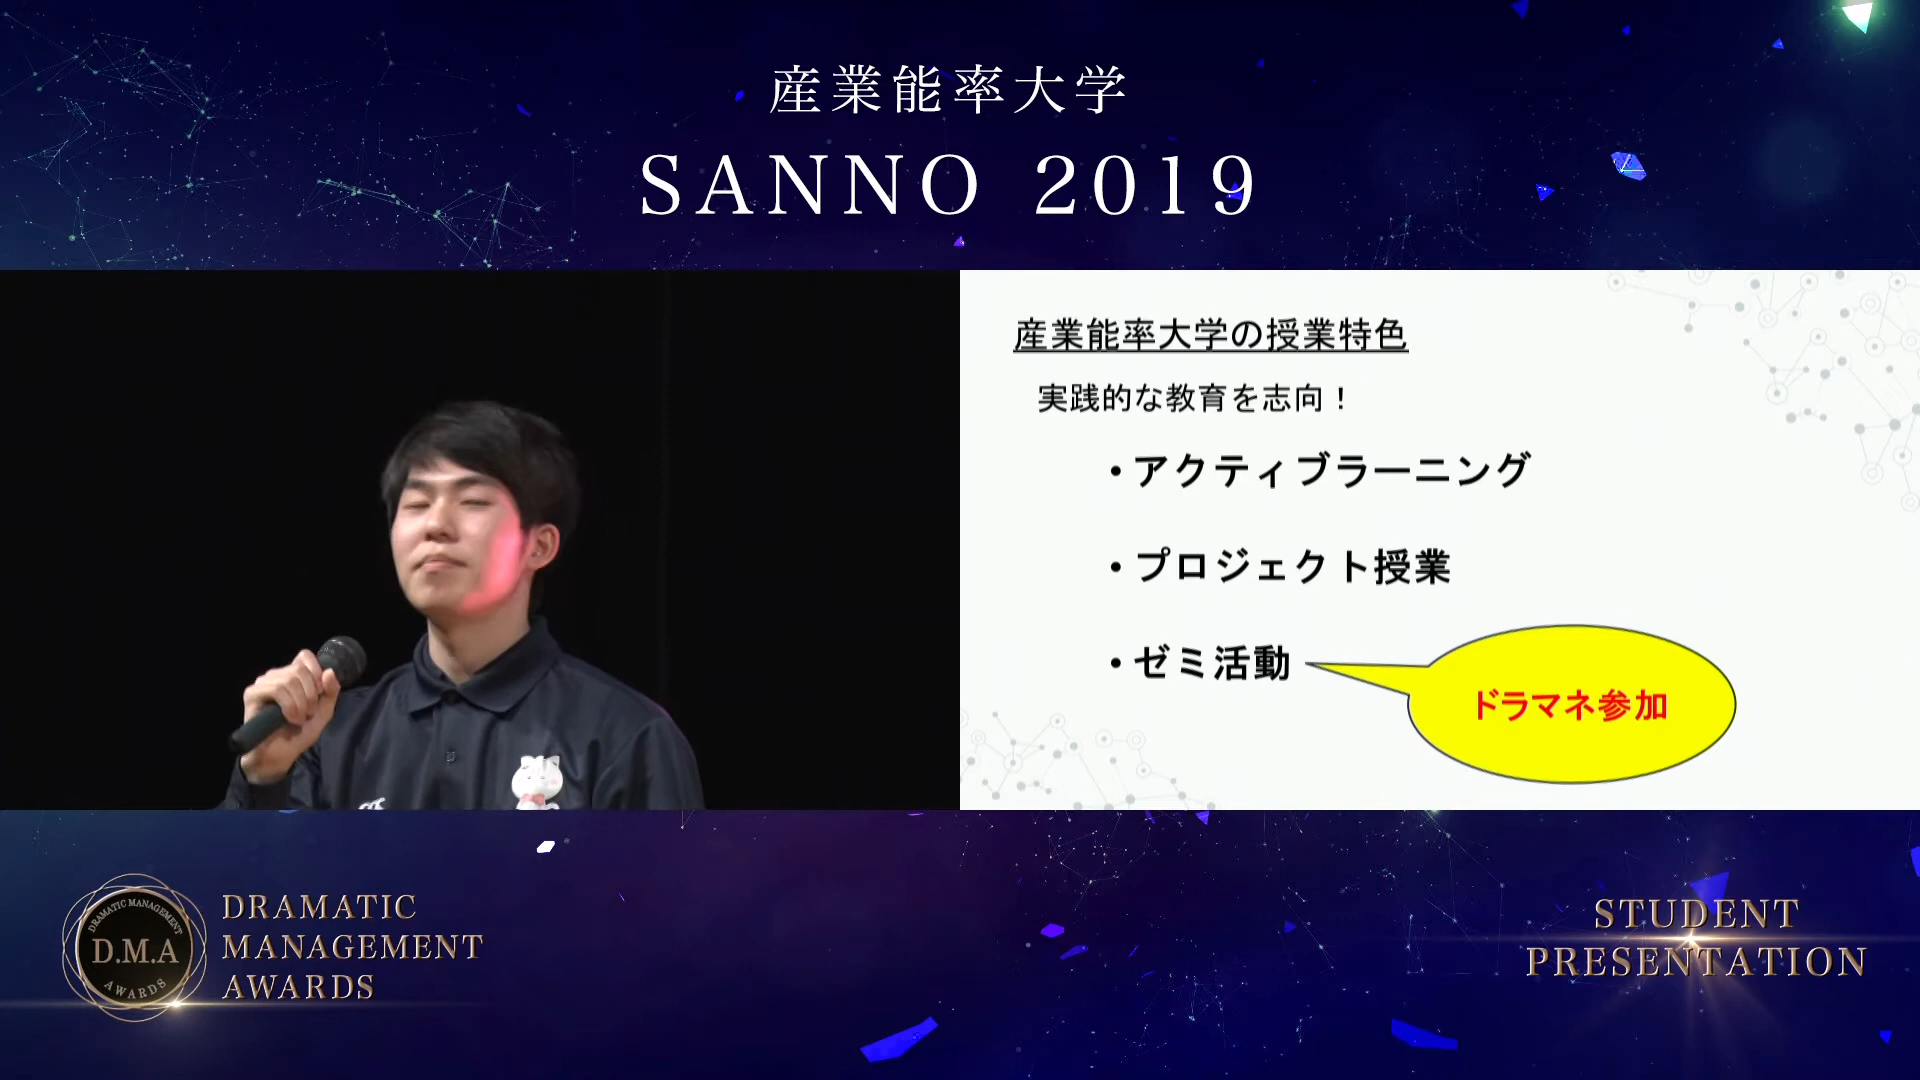 産業能率大学
SANNO 2019
産業能率大学の授業特色
実践的な教育を志向！
・アクティブラーニング
・プロジェクト授業
・ゼミ活動
ドラマネ参加
DRAMATIC MANAGEMENT
D.M.A
AWARDS
DRAMATIC
MANAGEMENT
AWARDS
STUDENT
PRESENTATION